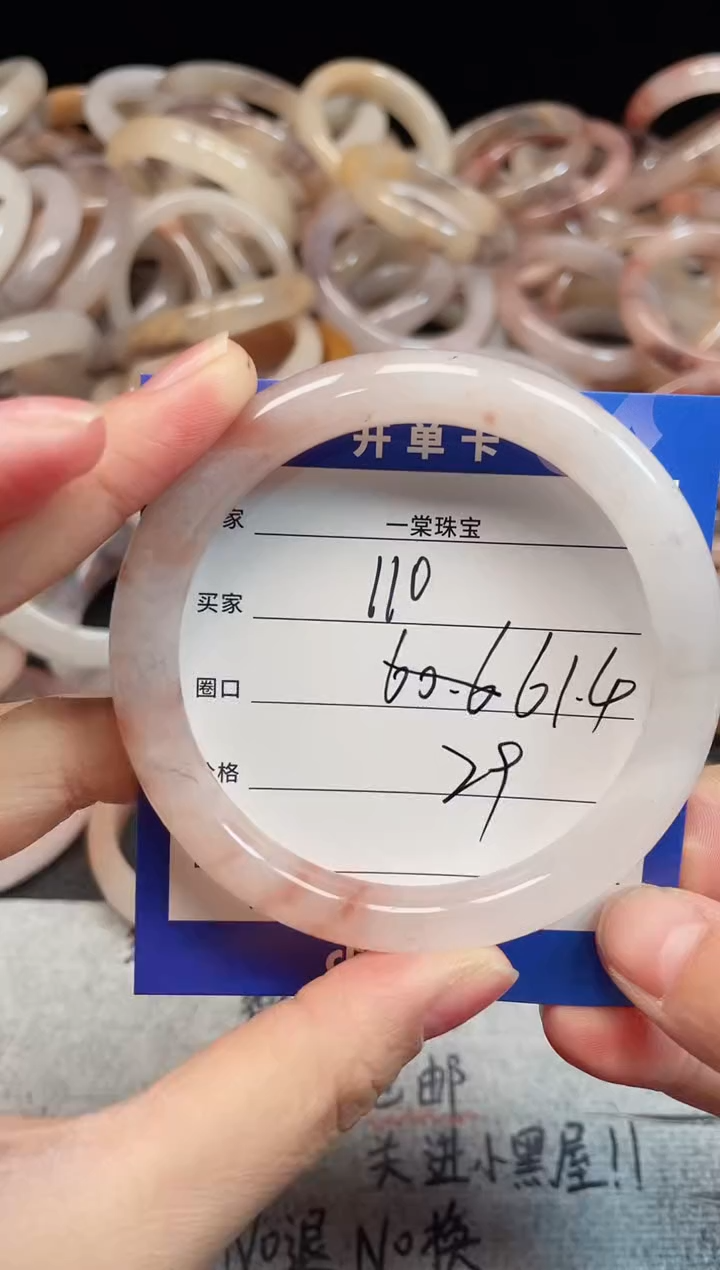 开单卡
家 一棠珠宝
买家 110
圈口 60.6 61.4
格 29
邮
关进小黑屋!!
No退 No换